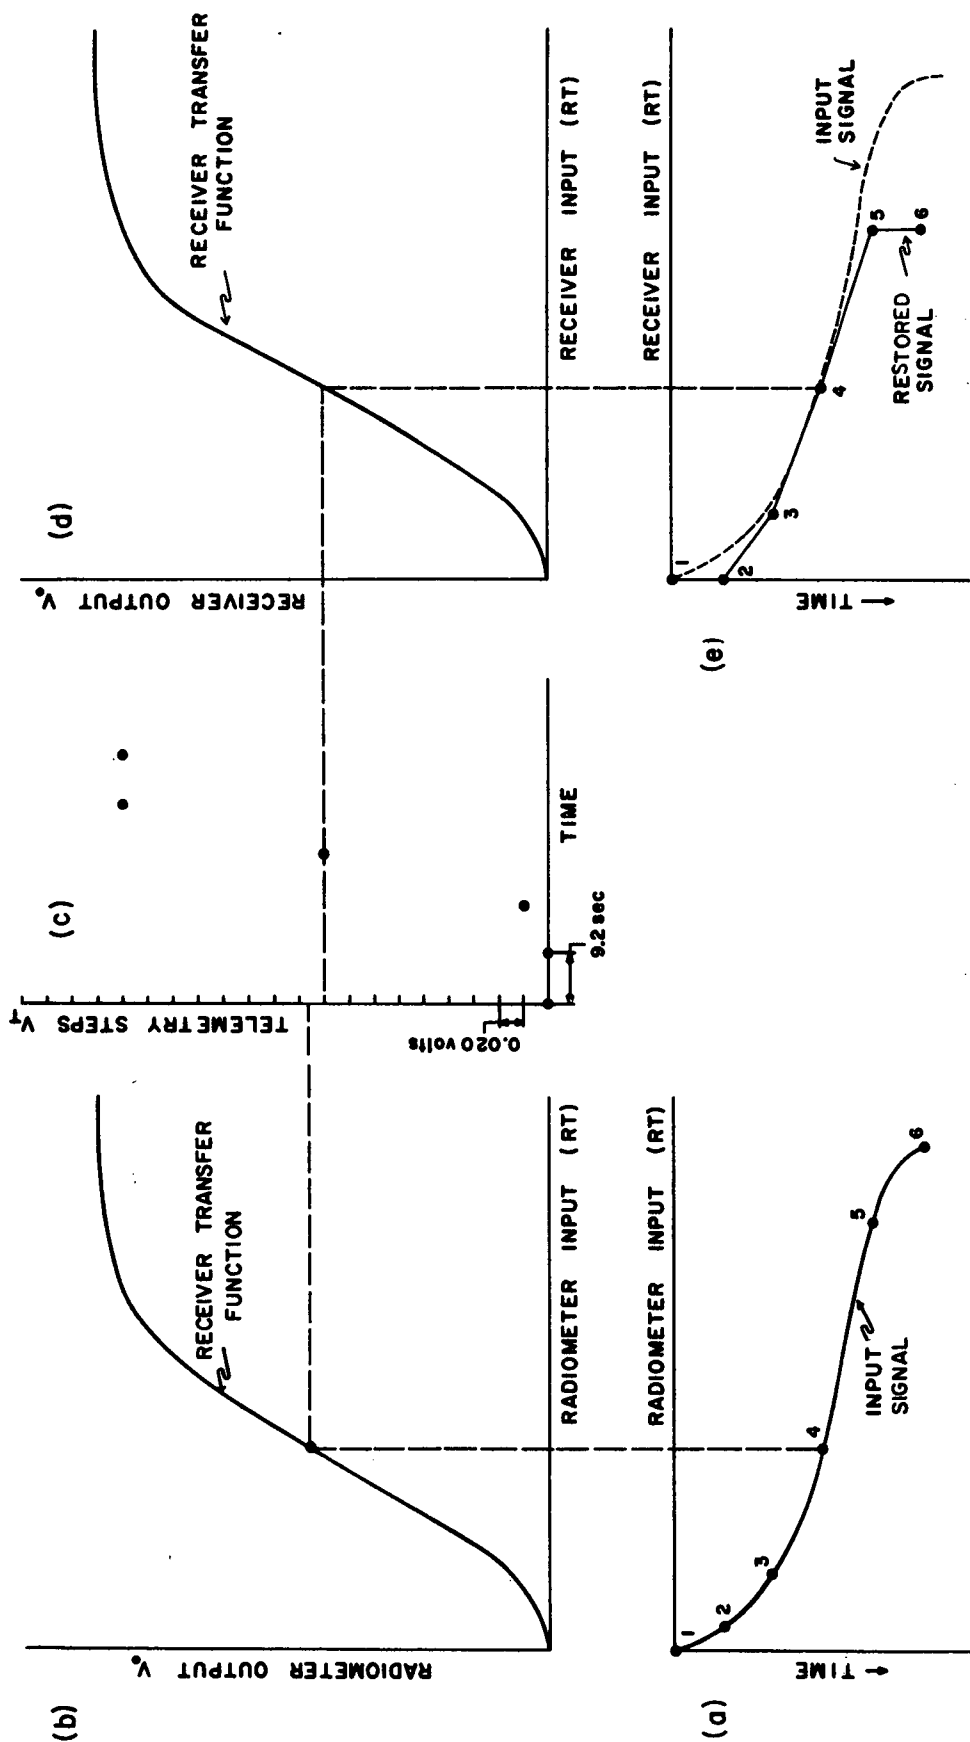 (b)
RADIOMETER OUTPUT V₀
RECEIVER TRANSFER
FUNCTION
RADIOMETER INPUT (RT)
(c)
TELEMETRY STEPS V_T
0.020 volts
9.2 sec
TIME
(d)
RECEIVER OUTPUT V₀
RECEIVER TRANSFER
FUNCTION
RECEIVER INPUT (RT)
(a)
TIME
RADIOMETER INPUT (RT)
1
2
3
4
5
6
INPUT
SIGNAL
(e)
TIME
RECEIVER INPUT (RT)
1
2
3
4
5
6
RESTORED
SIGNAL
INPUT
SIGNAL